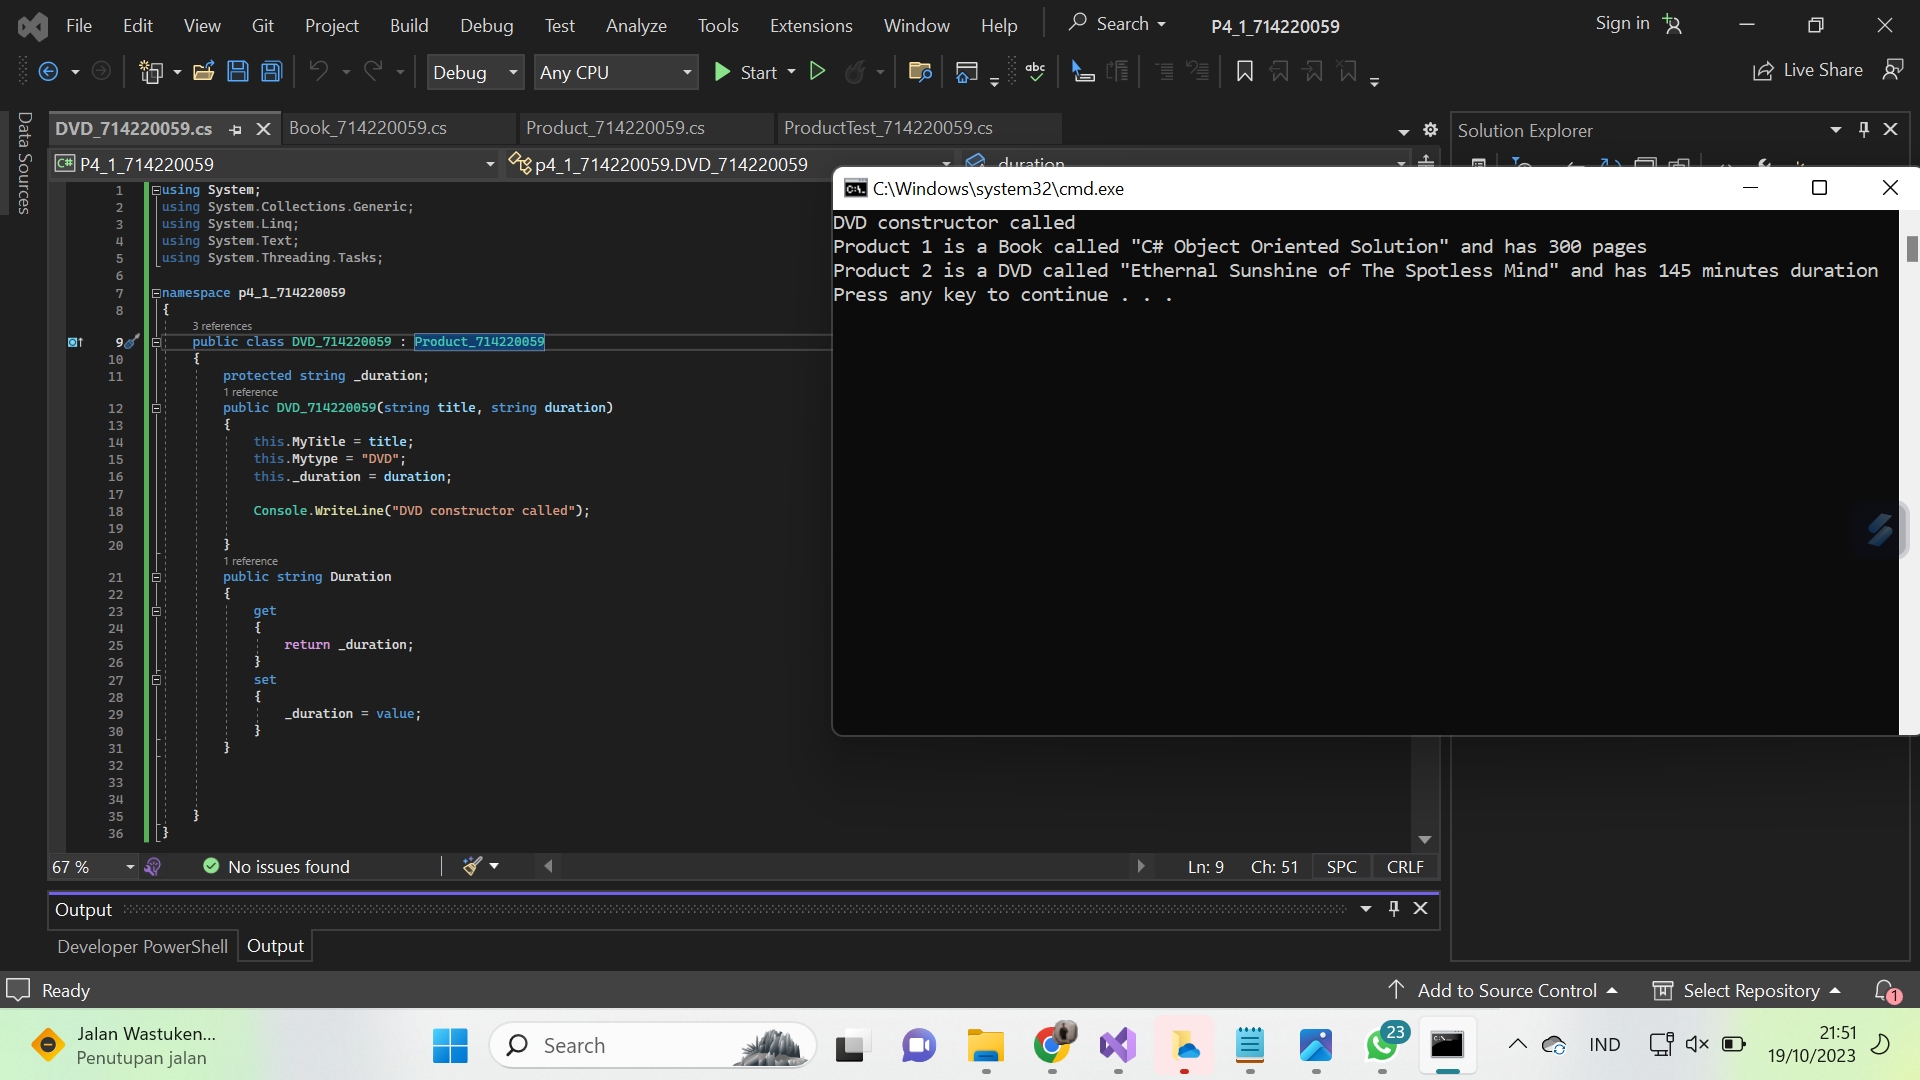 File Edit View Git Project Build Debug Test Analyze Tools Extensions Window Help Search P4_1_714220059 Sign in
Debug Any CPU Start abc Live Share
Data Sources
DVD_714220059.cs Book_714220059.cs Product_714220059.cs ProductTest_714220059.cs
Solution Explorer
C# P4_1_714220059 p4_1_714220059.DVD_714220059 _duration
1 using System;
2 using System.Collections.Generic;
3 using System.Linq;
4 using System.Text;
5 using System.Threading.Tasks;
6
7 namespace p4_1_714220059
8 {
3 references
9 public class DVD_714220059 : Product_714220059
10 {
11 protected string _duration;
1 reference
12 public DVD_714220059(string title, string duration)
13 {
14 this.MyTitle = title;
15 this.Mytype = "DVD";
16 this._duration = duration;
17
18 Console.WriteLine("DVD constructor called");
19
20 }
1 reference
21 public string Duration
22 {
23 get
24 {
25 return _duration;
26 }
27 set
28 {
29 _duration = value;
30 }
31 }
32
33
34
35 }
36 }
C:\Windows\system32\cmd.exe
DVD constructor called
Product 1 is a Book called "C# Object Oriented Solution" and has 300 pages
Product 2 is a DVD called "Ethernal Sunshine of The Spotless Mind" and has 145 minutes duration
Press any key to continue . . .
67 % No issues found Ln: 9 Ch: 51 SPC CRLF
Output
Developer PowerShell Output
Ready Add to Source Control Select Repository 1
Jalan Wastuken...
Penutupan jalan
Search
23
IND
21:51
19/10/2023